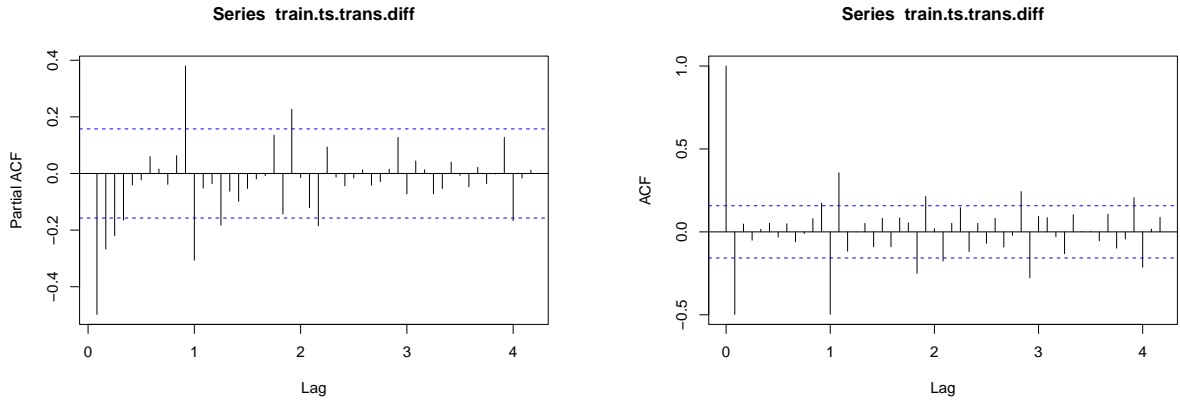 Series train.ts.trans.diff
Partial ACF
0.4
0.2
0.0
−0.2
−0.4
0 1 2 3 4
Lag
Series train.ts.trans.diff
ACF
1.0
0.5
0.0
−0.5
0 1 2 3 4
Lag